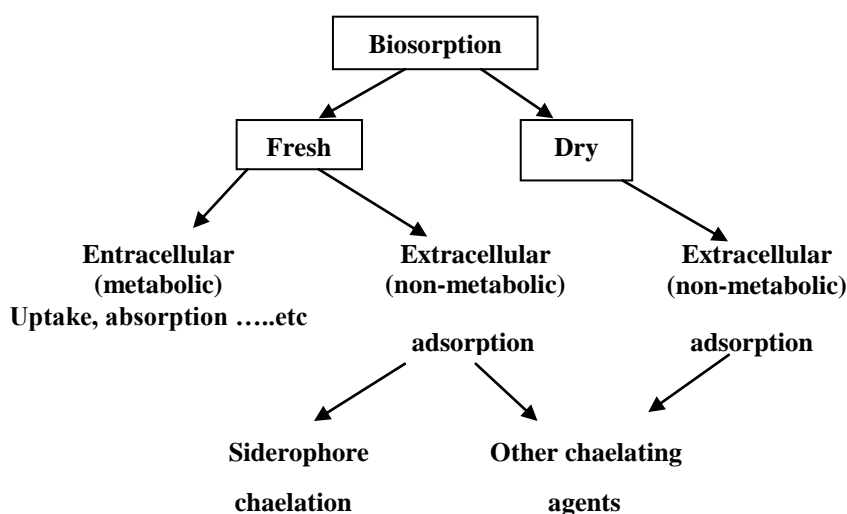 Biosorption
Fresh
Dry
Entracellular
(metabolic)
Uptake, absorption …..etc
Extracellular
(non-metabolic)
adsorption
Extracellular
(non-metabolic)
adsorption
Siderophore
chaelation
Other chaelating
agents